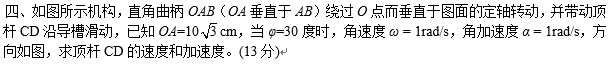 四、如图所示机构，直角曲柄 OAB（OA 垂直于 AB）绕过 O 点而垂直于图面的定轴转动，并带动顶
杆 CD 沿导槽滑动，已知 OA=10√3 cm，当 φ=30 度时，角速度 ω = 1rad/s，角加速度 α = 1rad/s，方
向如图，求顶杆 CD 的速度和加速度。(13 分)↵